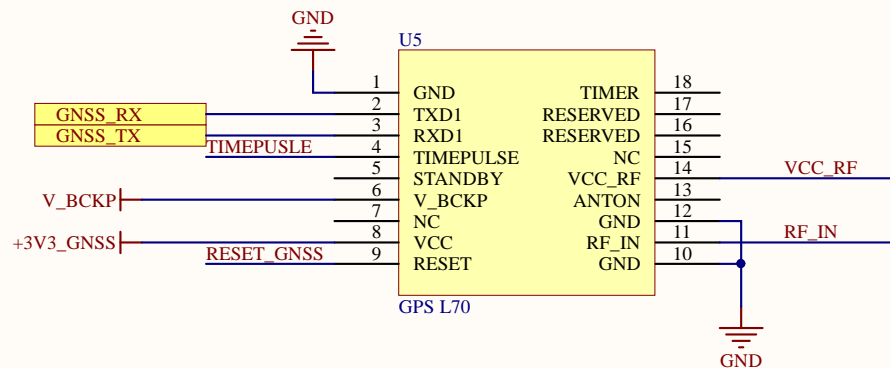 GND
U5
1 GND TIMER 18
GNSS_RX 2 TXD1 RESERVED 17
GNSS_TX 3 RXD1 RESERVED 16
TIMEPUSLE 4 TIMEPULSE NC 15
5 STANDBY VCC_RF 14 VCC_RF
V_BCKP 6 V_BCKP ANTON 13
7 NC GND 12
+3V3_GNSS 8 VCC RF_IN 11 RF_IN
RESET_GNSS 9 RESET GND 10
GPS L70
GND